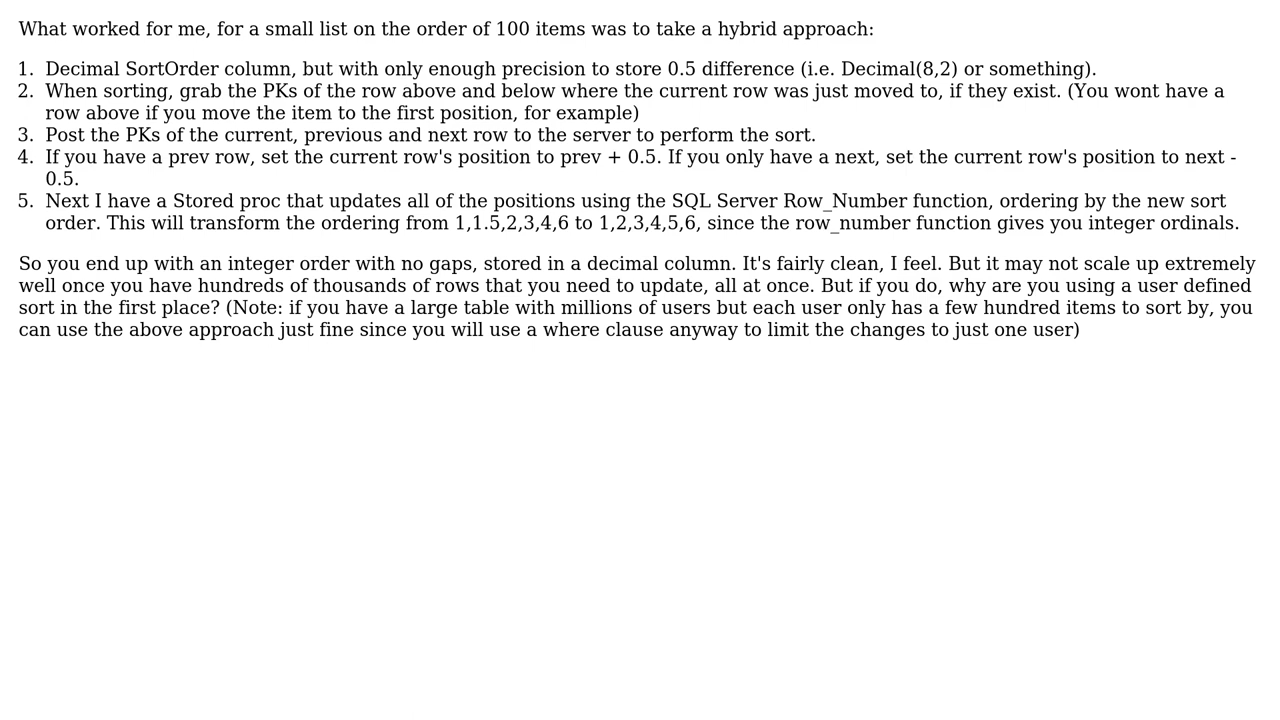 What worked for me, for a small list on the order of 100 items was to take a hybrid approach:
1. Decimal SortOrder column, but with only enough precision to store 0.5 difference (i.e. Decimal(8,2) or something).
2. When sorting, grab the PKs of the row above and below where the current row was just moved to, if they exist. (You wont have a
row above if you move the item to the first position, for example)
3. Post the PKs of the current, previous and next row to the server to perform the sort.
4. If you have a prev row, set the current row's position to prev + 0.5. If you only have a next, set the current row's position to next -
0.5.
5. Next I have a Stored proc that updates all of the positions using the SQL Server Row_Number function, ordering by the new sort
order. This will transform the ordering from 1,1.5,2,3,4,6 to 1,2,3,4,5,6, since the row_number function gives you integer ordinals.
So you end up with an integer order with no gaps, stored in a decimal column. It's fairly clean, I feel. But it may not scale up extremely
well once you have hundreds of thousands of rows that you need to update, all at once. But if you do, why are you using a user defined
sort in the first place? (Note: if you have a large table with millions of users but each user only has a few hundred items to sort by, you
can use the above approach just fine since you will use a where clause anyway to limit the changes to just one user)